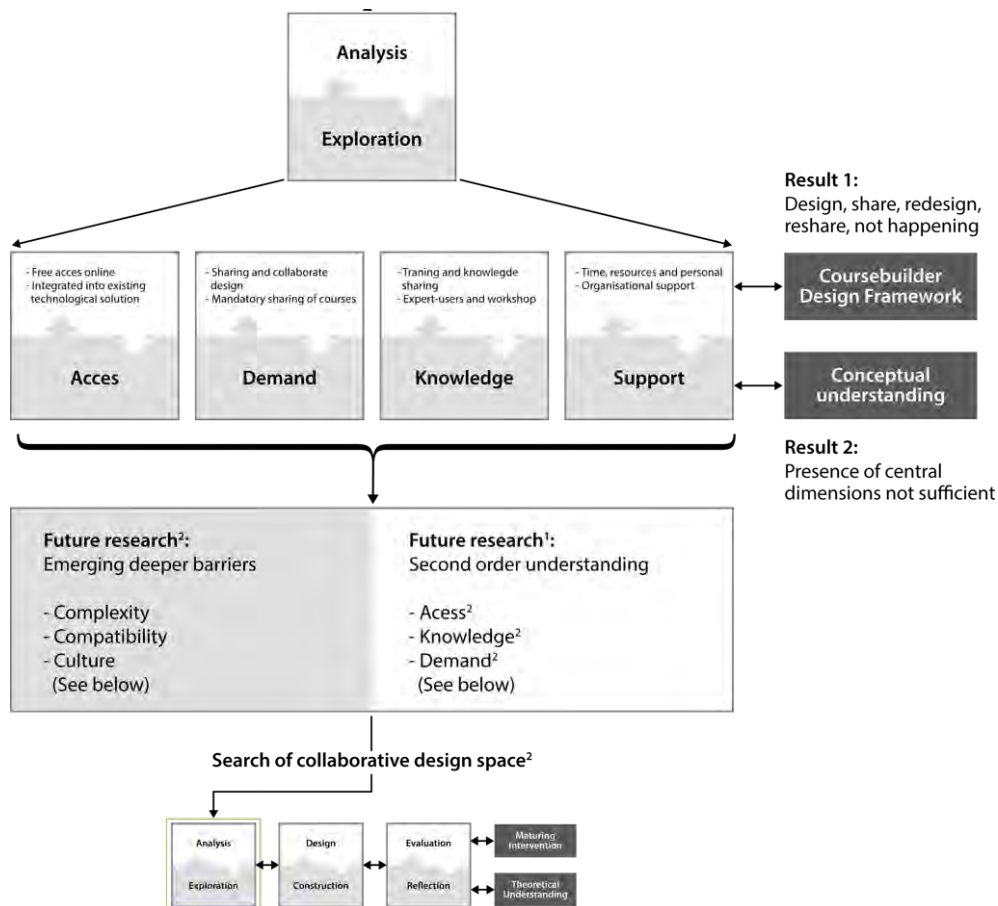 Analysis
Exploration
Result 1:
Design, share, redesign,
reshare, not happening
- Free acces online
- Integrated into existing
technological solution
Acces
- Sharing and collaborate
design
- Mandatory sharing of courses
Demand
- Traning and knowlegde
sharing
- Expert-users and workshop
Knowledge
- Time, resources and personal
- Organisational support
Support
Coursebuilder
Design Framework
Conceptual
understanding
Result 2:
Presence of central
dimensions not sufficient
Future research²:
Emerging deeper barriers
- Complexity
- Compatibility
- Culture
(See below)
Future research¹:
Second order understanding
- Acess²
- Knowledge²
- Demand²
(See below)
Search of collaborative design space²
Analysis
Exploration
Design
Construction
Evaluation
Reflection
Maturing
Intervention
Theoretical
Understanding